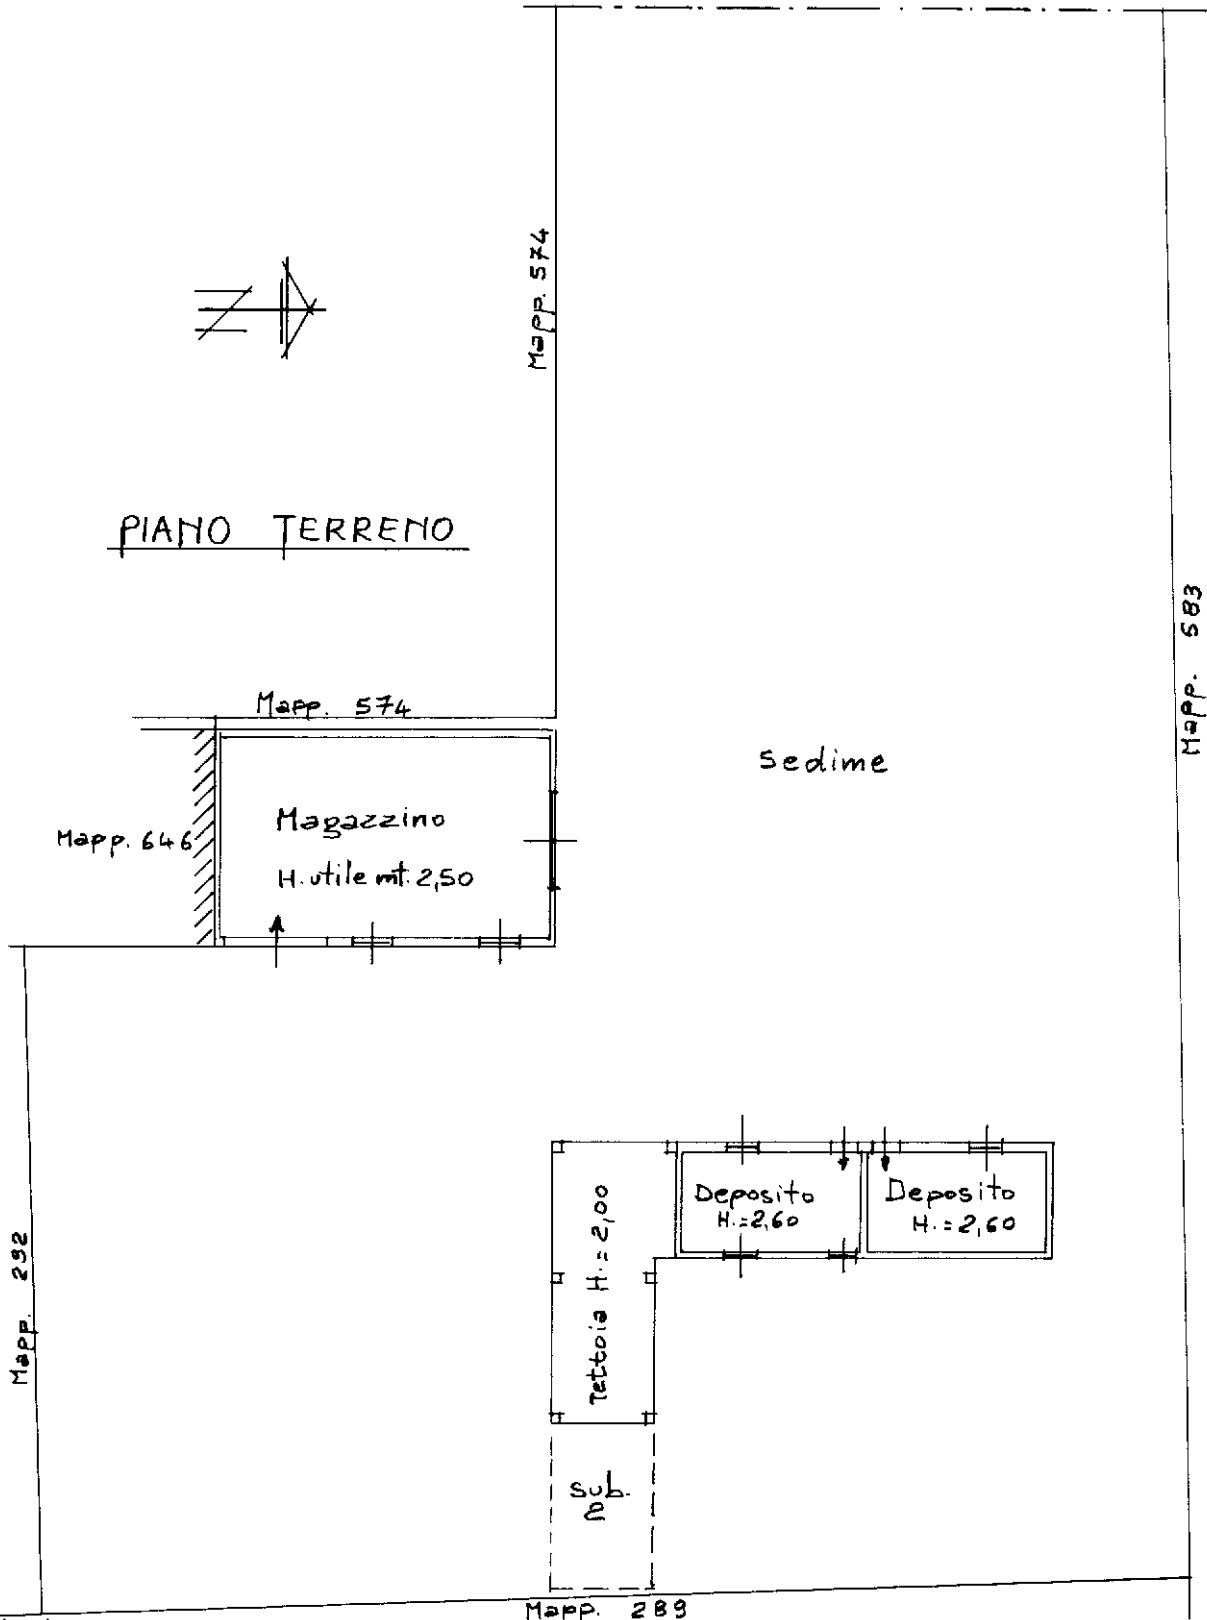 Mapp. 574
PIANO TERRENO
Mapp. 583
Mapp. 574
Sedime
Magazzino
Mapp. 646
H. utile mt. 2,50
Deposito
H.=2,60
Deposito
H.=2,60
Tettoia H.=2,00
Mapp. 292
Sub.
Mapp. 289